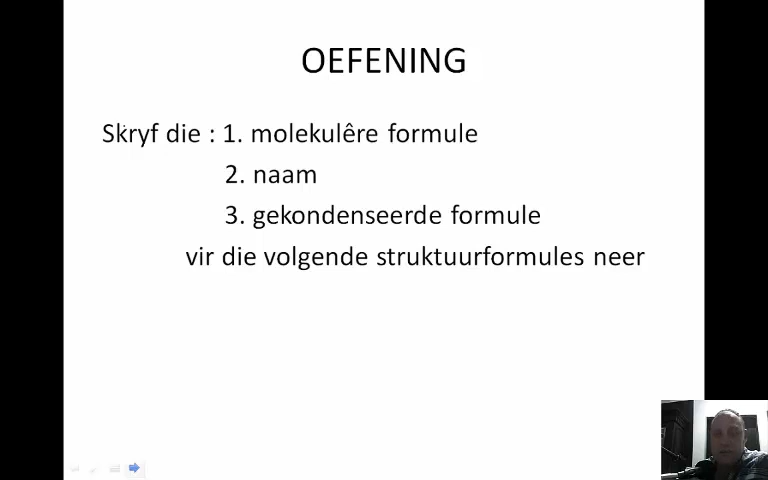 OEFENING
Skryf die : 1. molekulêre formule
2. naam
3. gekondenseerde formule
vir die volgende struktuurformules neer